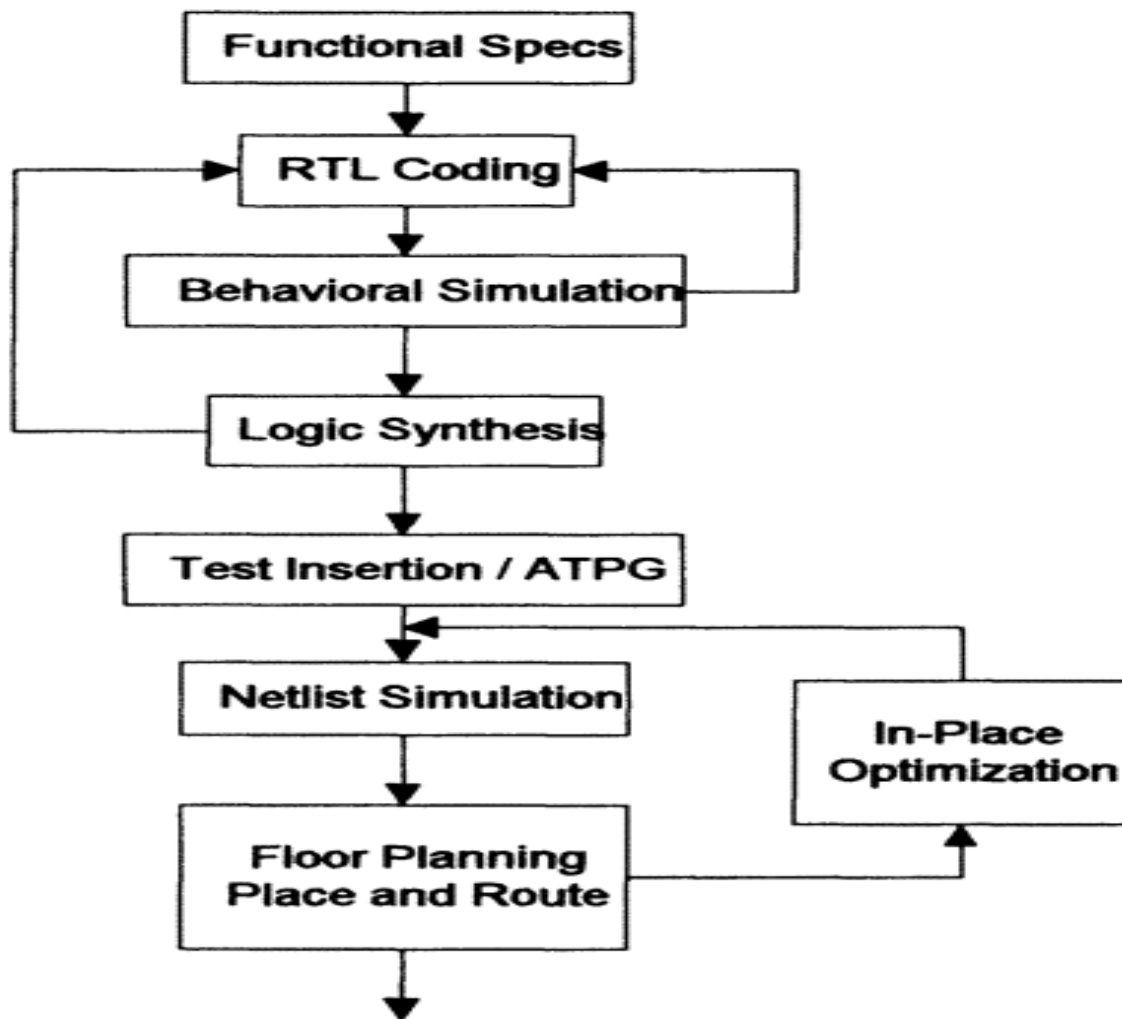 Functional Specs
RTL Coding
Behavioral Simulation
Logic Synthesis
Test Insertion / ATPG
Netlist Simulation
In-Place
Optimization
Floor Planning
Place and Route